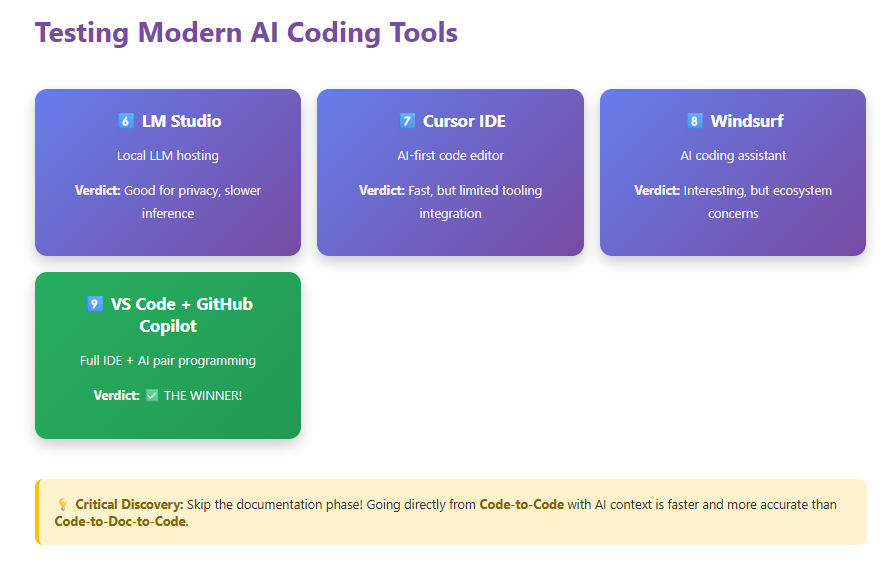 Testing Modern AI Coding Tools
6️⃣ LM Studio
Local LLM hosting
Verdict: Good for privacy, slower
inference
7️⃣ Cursor IDE
AI-first code editor
Verdict: Fast, but limited tooling
integration
8️⃣ Windsurf
AI coding assistant
Verdict: Interesting, but ecosystem
concerns
9️⃣ VS Code + GitHub
Copilot
Full IDE + AI pair programming
Verdict: ✅ THE WINNER!
💡 Critical Discovery: Skip the documentation phase! Going directly from Code-to-Code with AI context is faster and more accurate than
Code-to-Doc-to-Code.